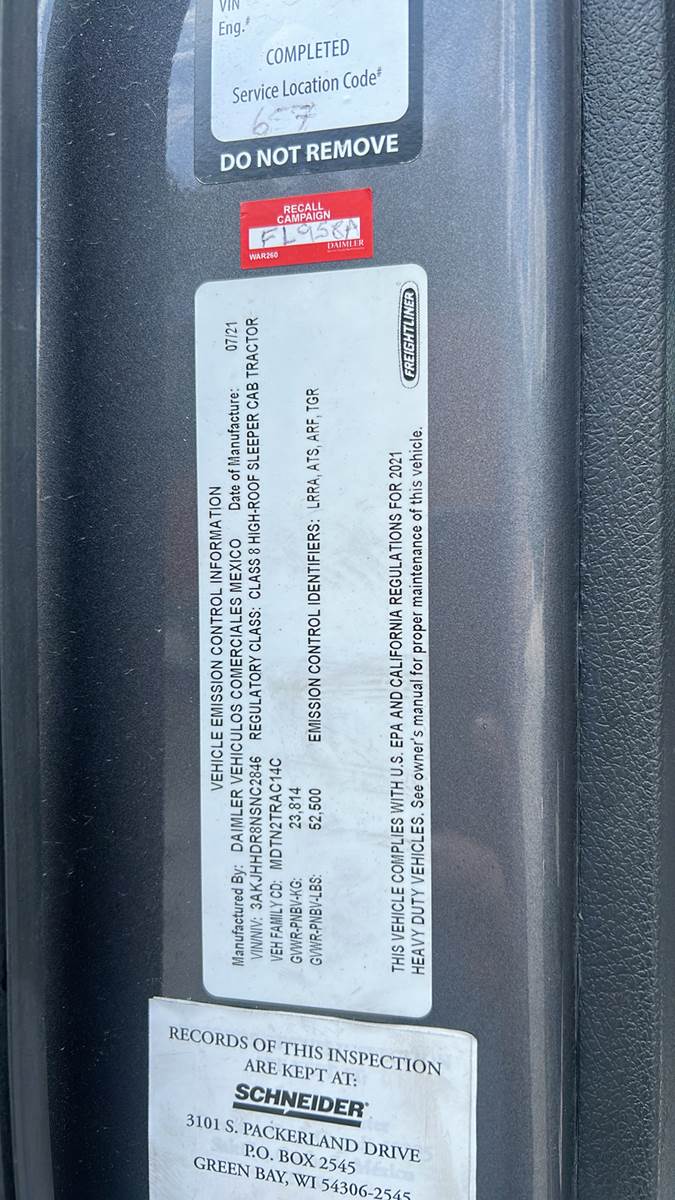 VIN
Eng.#
COMPLETED
Service Location Code#
657
DO NOT REMOVE
RECALL
CAMPAIGN
FL958A
WAR260
DAIMLER
FREIGHTLINER
VEHICLE EMISSION CONTROL INFORMATION
Manufactured By: DAIMLER VEHICULOS COMERCIALES MEXICO Date of Manufacture: 07/21
VIN/NIV: 3AKJHHDR8NSNC2846 REGULATORY CLASS: CLASS 8 HIGH-ROOF SLEEPER CAB TRACTOR
VEH FAMILY CD: MDTN2TRAC14C
GVWR-PNBV-KG: 23,814
GVWR-PNBV-LBS: 52,500 EMISSION CONTROL IDENTIFIERS: LRRA, ATS, ARF, TGR
THIS VEHICLE COMPLIES WITH U.S. EPA AND CALIFORNIA REGULATIONS FOR 2021
HEAVY DUTY VEHICLES. See owner's manual for proper maintenance of this vehicle.
RECORDS OF THIS INSPECTION
ARE KEPT AT:
SCHNEIDER
3101 S. PACKERLAND DRIVE
P.O. BOX 2545
GREEN BAY, WI 54306-2545